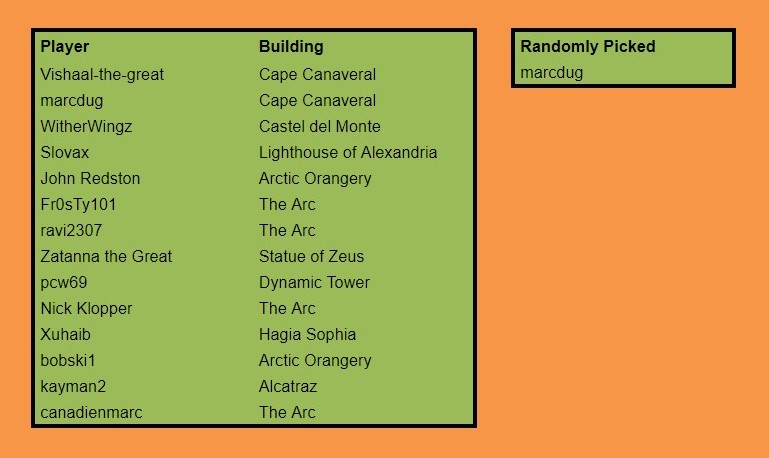 Player Building
Vishaal-the-great Cape Canaveral
marcdug Cape Canaveral
WitherWingz Castel del Monte
Slovax Lighthouse of Alexandria
John Redston Arctic Orangery
Fr0sTy101 The Arc
ravi2307 The Arc
Zatanna the Great Statue of Zeus
pcw69 Dynamic Tower
Nick Klopper The Arc
Xuhaib Hagia Sophia
bobski1 Arctic Orangery
kayman2 Alcatraz
canadienmarc The Arc
Randomly Picked
marcdug